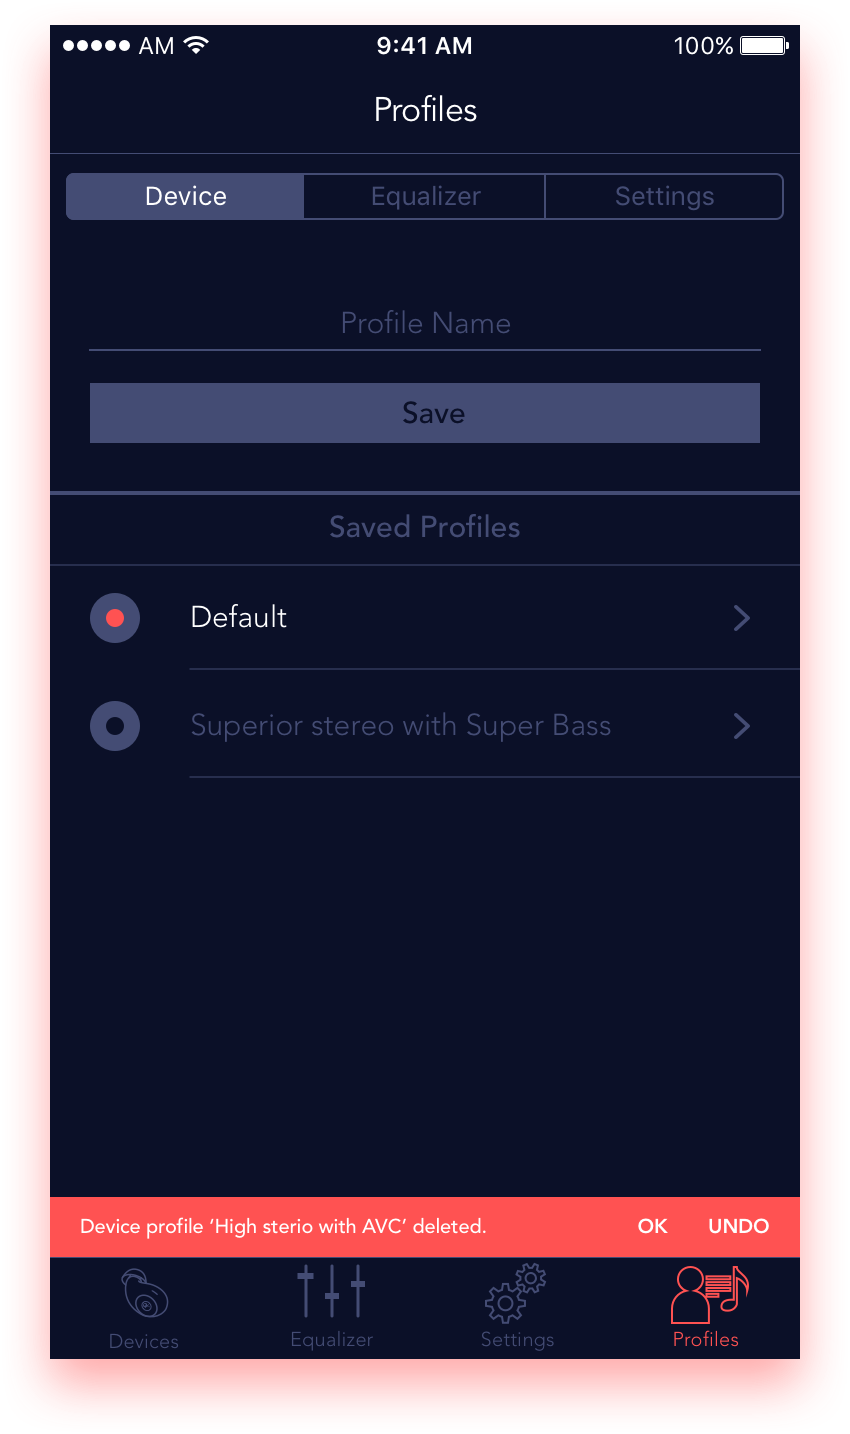 AM 9:41 AM 100%
Profiles
Device Equalizer Settings
Profile Name
Save
Saved Profiles
Default
Superior stereo with Super Bass
Device profile ‘High sterio with AVC’ deleted. OK UNDO
Devices Equalizer Settings Profiles